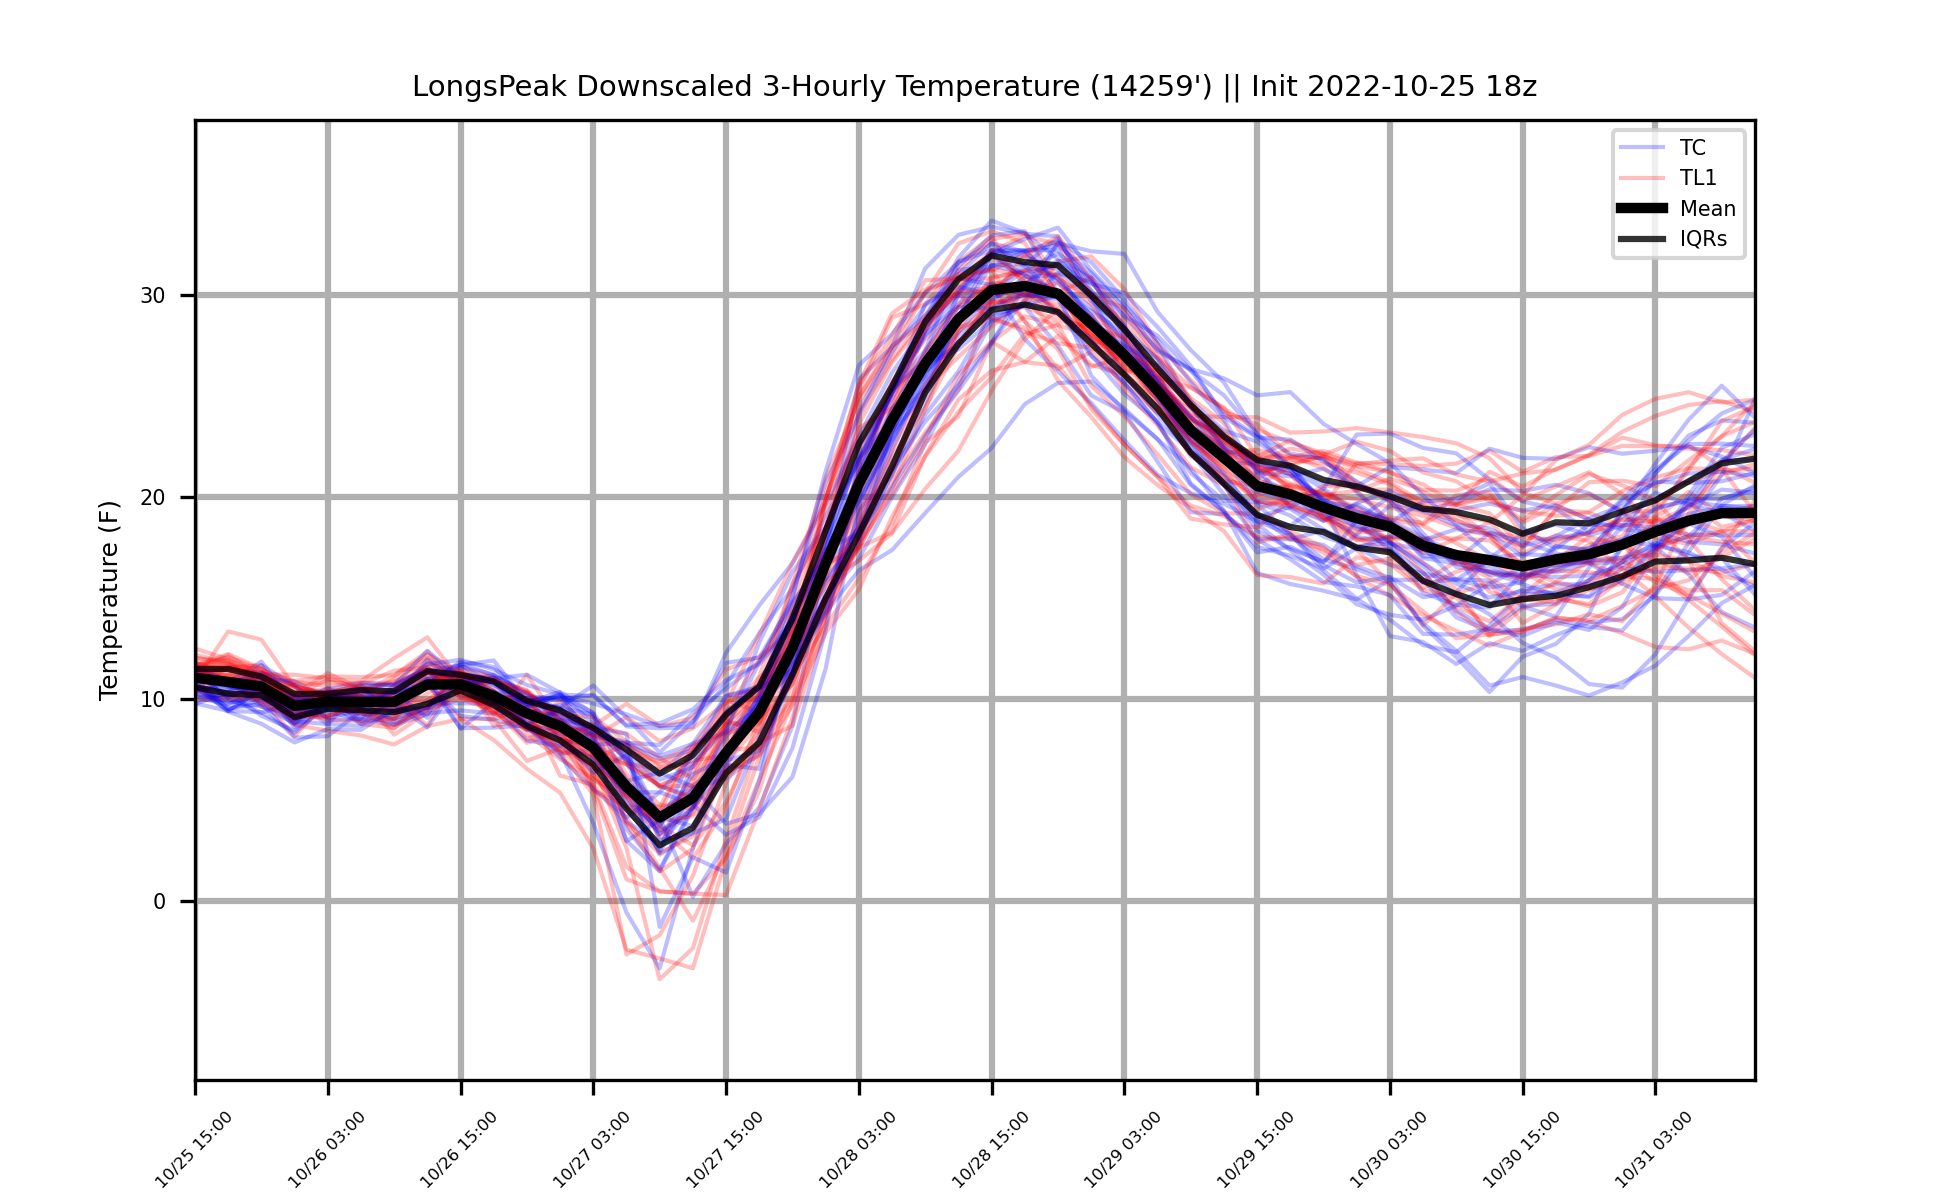 LongsPeak Downscaled 3-Hourly Temperature (14259') || Init 2022-10-25 18z
TC
TL1
Mean
IQRs
Temperature (F)
30
20
10
0
10/25 15:00
10/26 03:00
10/26 15:00
10/27 03:00
10/27 15:00
10/28 03:00
10/28 15:00
10/29 03:00
10/29 15:00
10/30 03:00
10/30 15:00
10/31 03:00